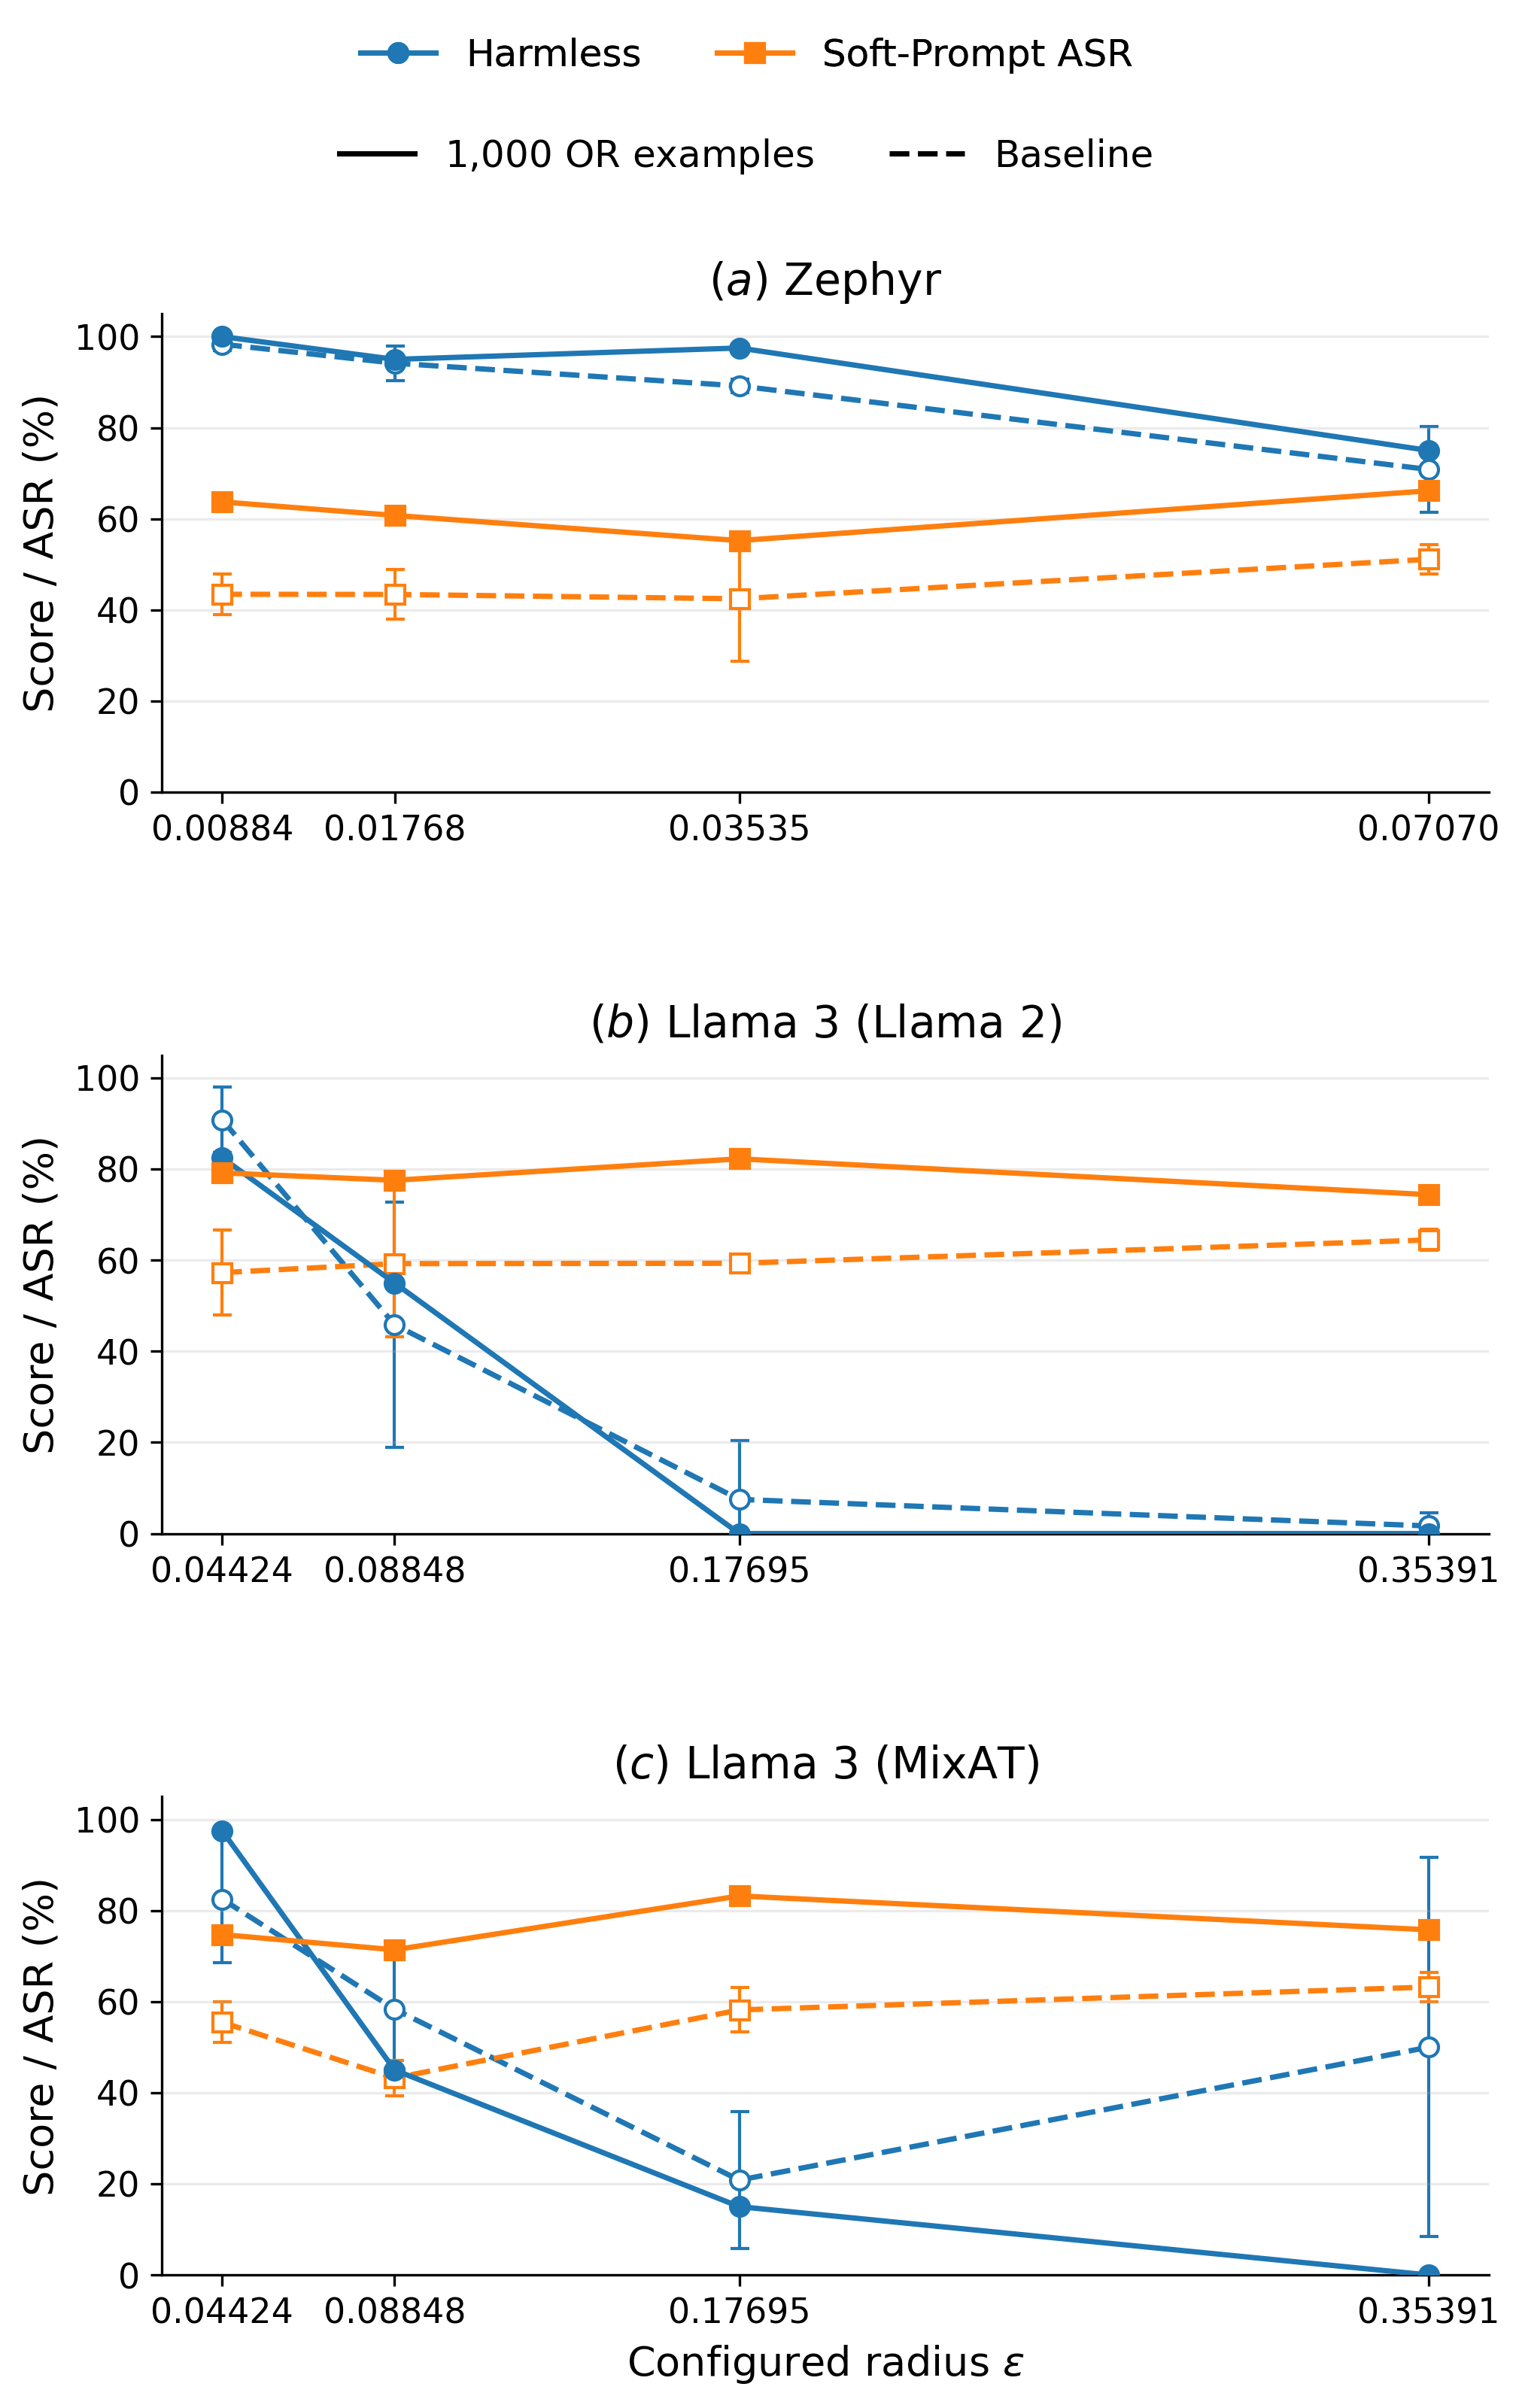 Harmless Soft-Prompt ASR
1,000 OR examples Baseline
(a) Zephyr
Score / ASR (%)
100
80
60
40
20
0
0.00884 0.01768 0.03535 0.07070
(b) Llama 3 (Llama 2)
Score / ASR (%)
100
80
60
40
20
0
0.04424 0.08848 0.17695 0.35391
(c) Llama 3 (MixAT)
Score / ASR (%)
100
80
60
40
20
0
0.04424 0.08848 0.17695 0.35391
Configured radius ε